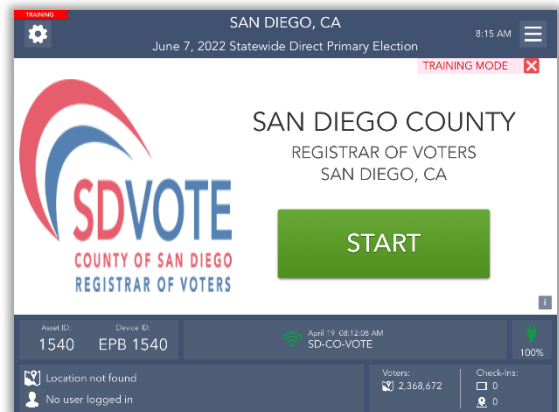 TRAINING
SAN DIEGO, CA
June 7, 2022 Statewide Direct Primary Election
8:15 AM
TRAINING MODE
SDVOTE
COUNTY OF SAN DIEGO
REGISTRAR OF VOTERS
SAN DIEGO COUNTY
REGISTRAR OF VOTERS
SAN DIEGO, CA
START
i
Asset ID:
1540
Device ID:
EPB 1540
April 19 08:12:08 AM
SD-CO-VOTE
100%
Location not found
No user logged in
Voters:
2,368,672
Check-Ins:
0
0